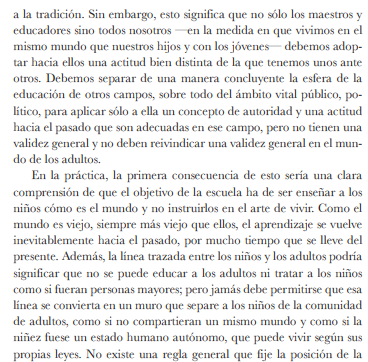 a la tradición. Sin embargo, esto significa que no sólo los maestros y
educadores sino todos nosotros —en la medida en que vivimos en el
mismo mundo que nuestros hijos y con los jóvenes— debemos adop-
tar hacia ellos una actitud bien distinta de la que tenemos unos ante
otros. Debemos separar de una manera concluyente la esfera de la
educación de otros campos, sobre todo del ámbito vital público, po-
lítico, para aplicar sólo a ella un concepto de autoridad y una actitud
hacia el pasado que son adecuadas en ese campo, pero no tienen una
validez general y no deben reivindicar una validez general en el mun-
do de los adultos.
En la práctica, la primera consecuencia de esto sería una clara
comprensión de que el objetivo de la escuela ha de ser enseñar a los
niños cómo es el mundo y no instruirlos en el arte de vivir. Como el
mundo es viejo, siempre más viejo que ellos, el aprendizaje se vuelve
inevitablemente hacia el pasado, por mucho tiempo que se lleve del
presente. Además, la línea trazada entre los niños y los adultos podría
significar que no se puede educar a los adultos ni tratar a los niños
como si fueran personas mayores; pero jamás debe permitirse que esa
línea se convierta en un muro que separe a los niños de la comunidad
de adultos, como si no compartieran un mismo mundo y como si la
niñez fuese un estado humano autónomo, que puede vivir según sus
propias leyes. No existe una regla general que fije la posición de la